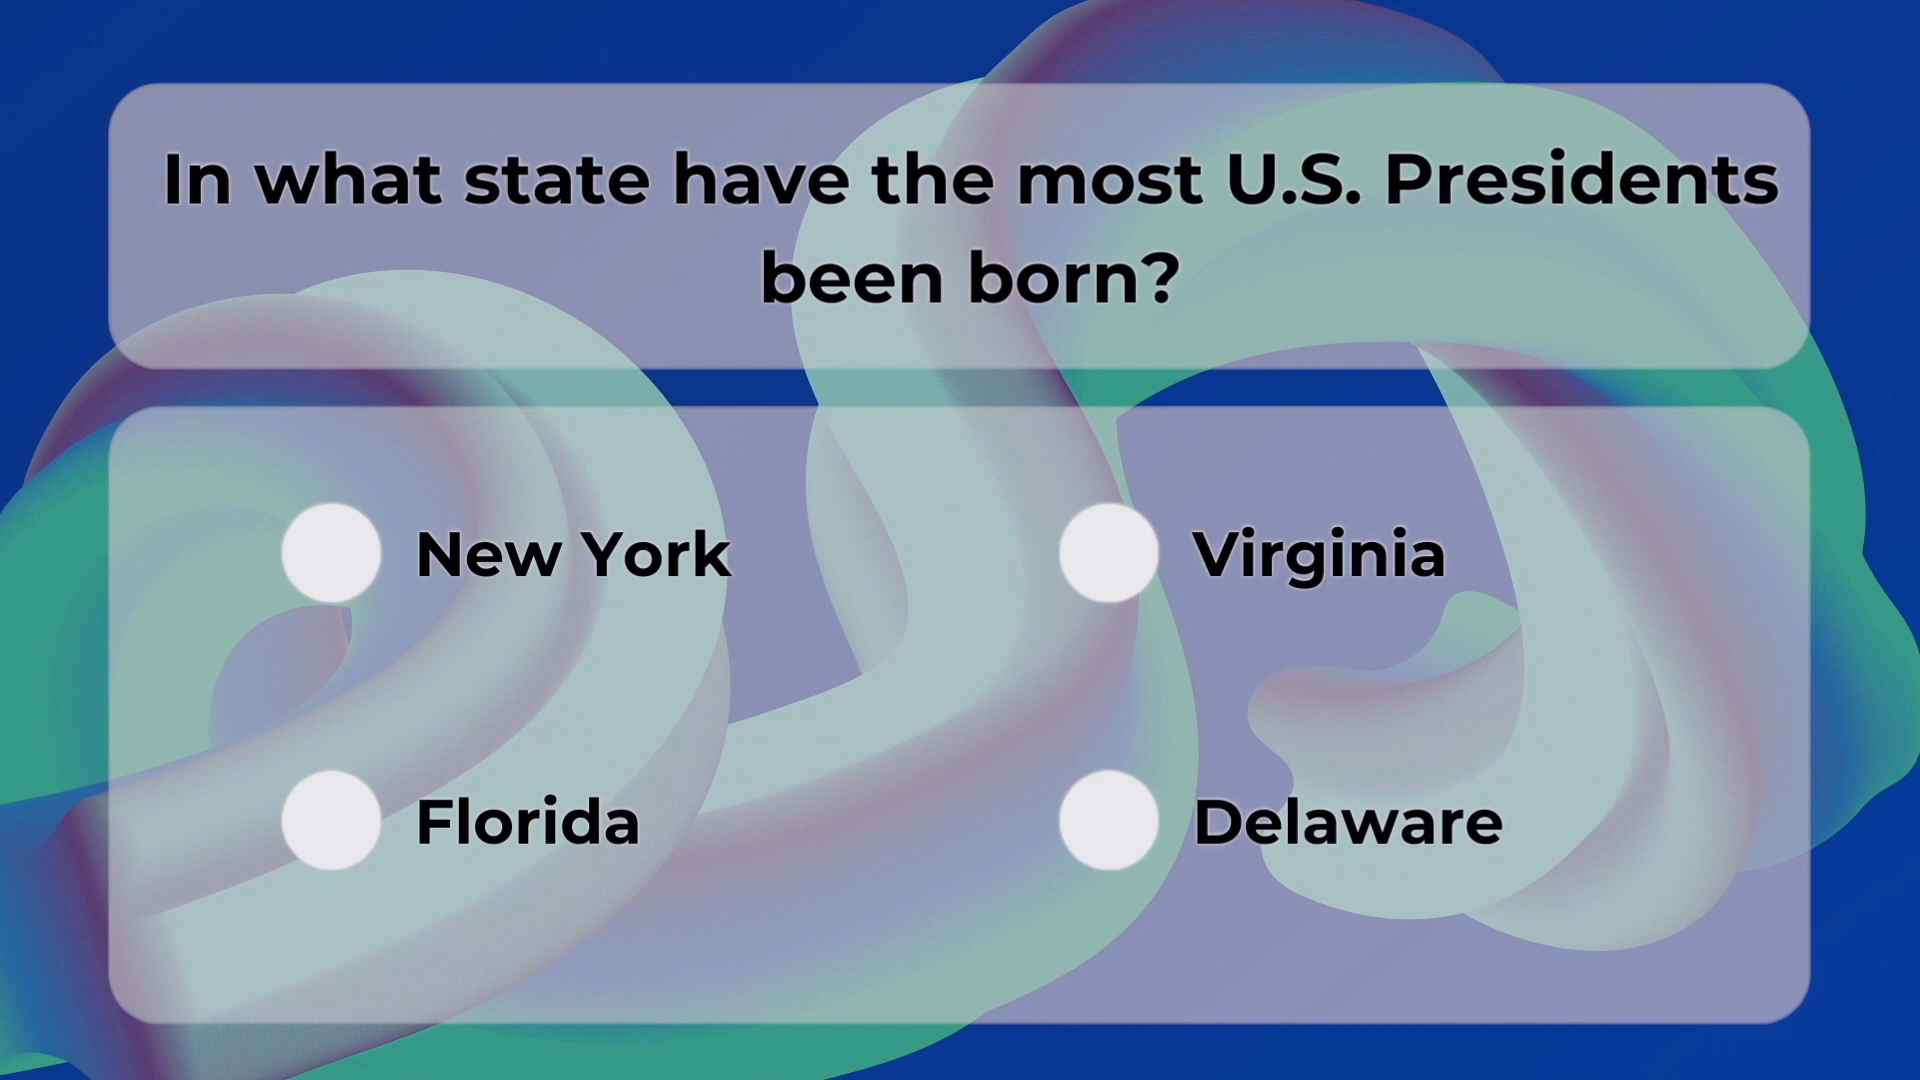 In what state have the most U.S. Presidents
been born?
New York
Virginia
Florida
Delaware